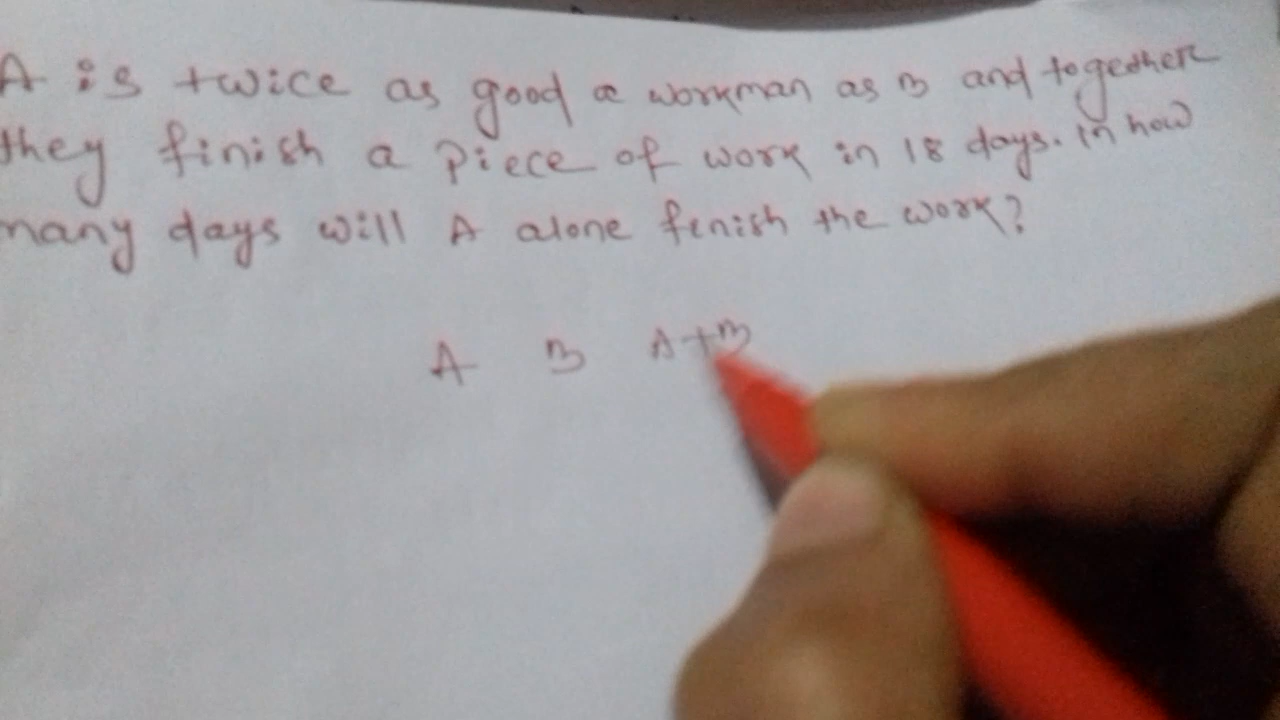 A is twice as good a workman as B and together
they finish a piece of work in 18 days. In how
many days will A alone finish the work?
A B A+B